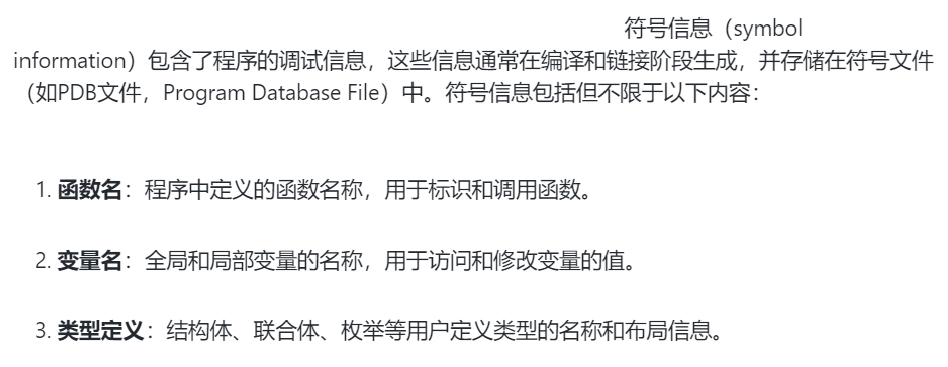 符号信息（symbol
information）包含了程序的调试信息，这些信息通常在编译和链接阶段生成，并存储在符号文件
（如PDB文件，Program Database File）中。符号信息包括但不限于以下内容：
1. 函数名：程序中定义的函数名称，用于标识和调用函数。
2. 变量名：全局和局部变量的名称，用于访问和修改变量的值。
3. 类型定义：结构体、联合体、枚举等用户定义类型的名称和布局信息。